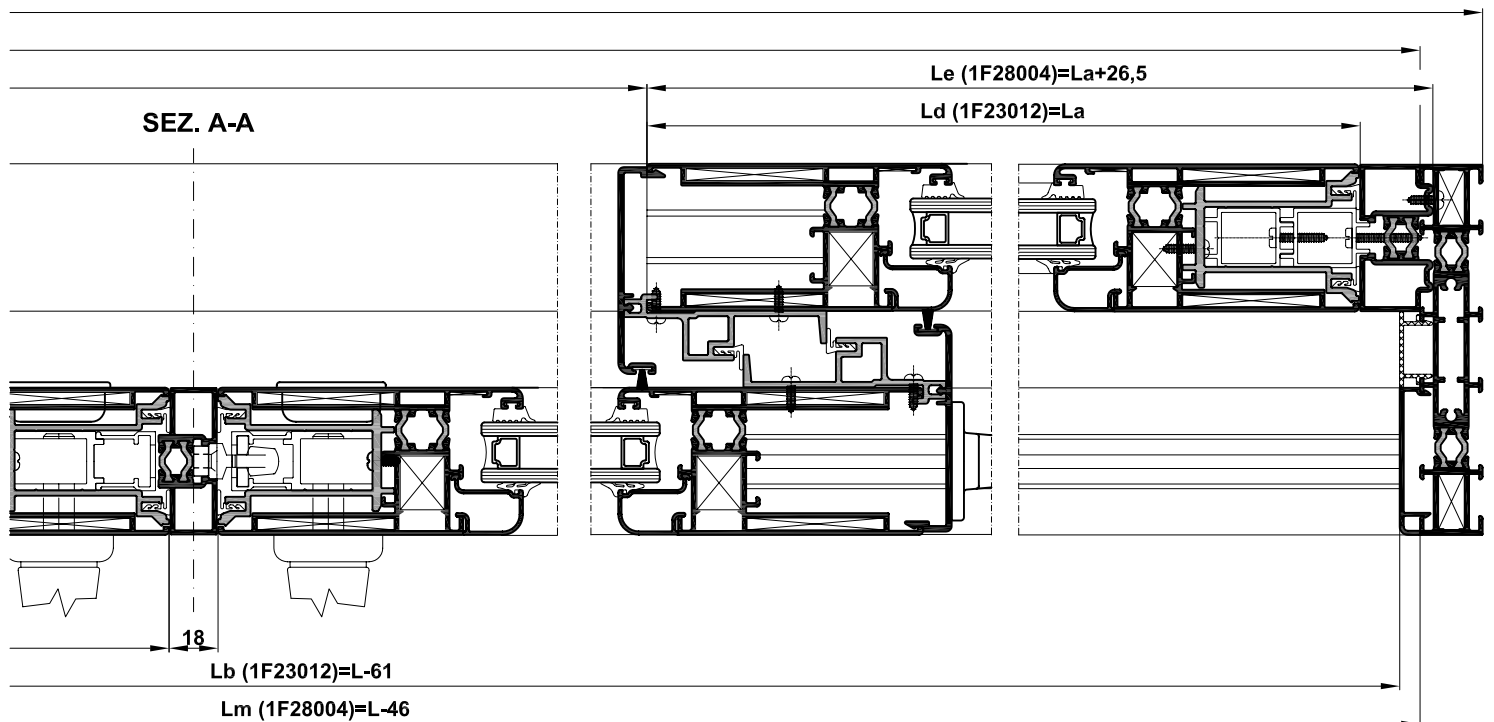 Le (1F28004)=La+26,5
Ld (1F23012)=La
SEZ. A-A
18
Lb (1F23012)=L-61
Lm (1F28004)=L-46